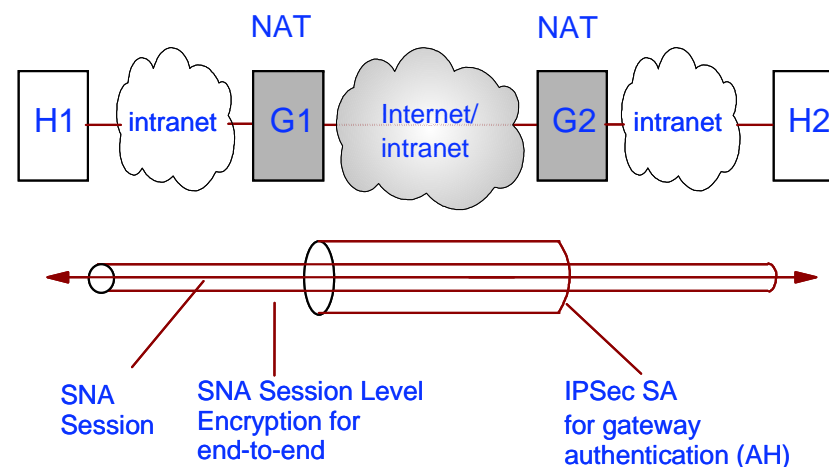 NAT
NAT
H1
intranet
G1
Internet/
intranet
G2
intranet
H2
SNA
Session
SNA Session Level
Encryption for
end-to-end
IPSec SA
for gateway
authentication (AH)